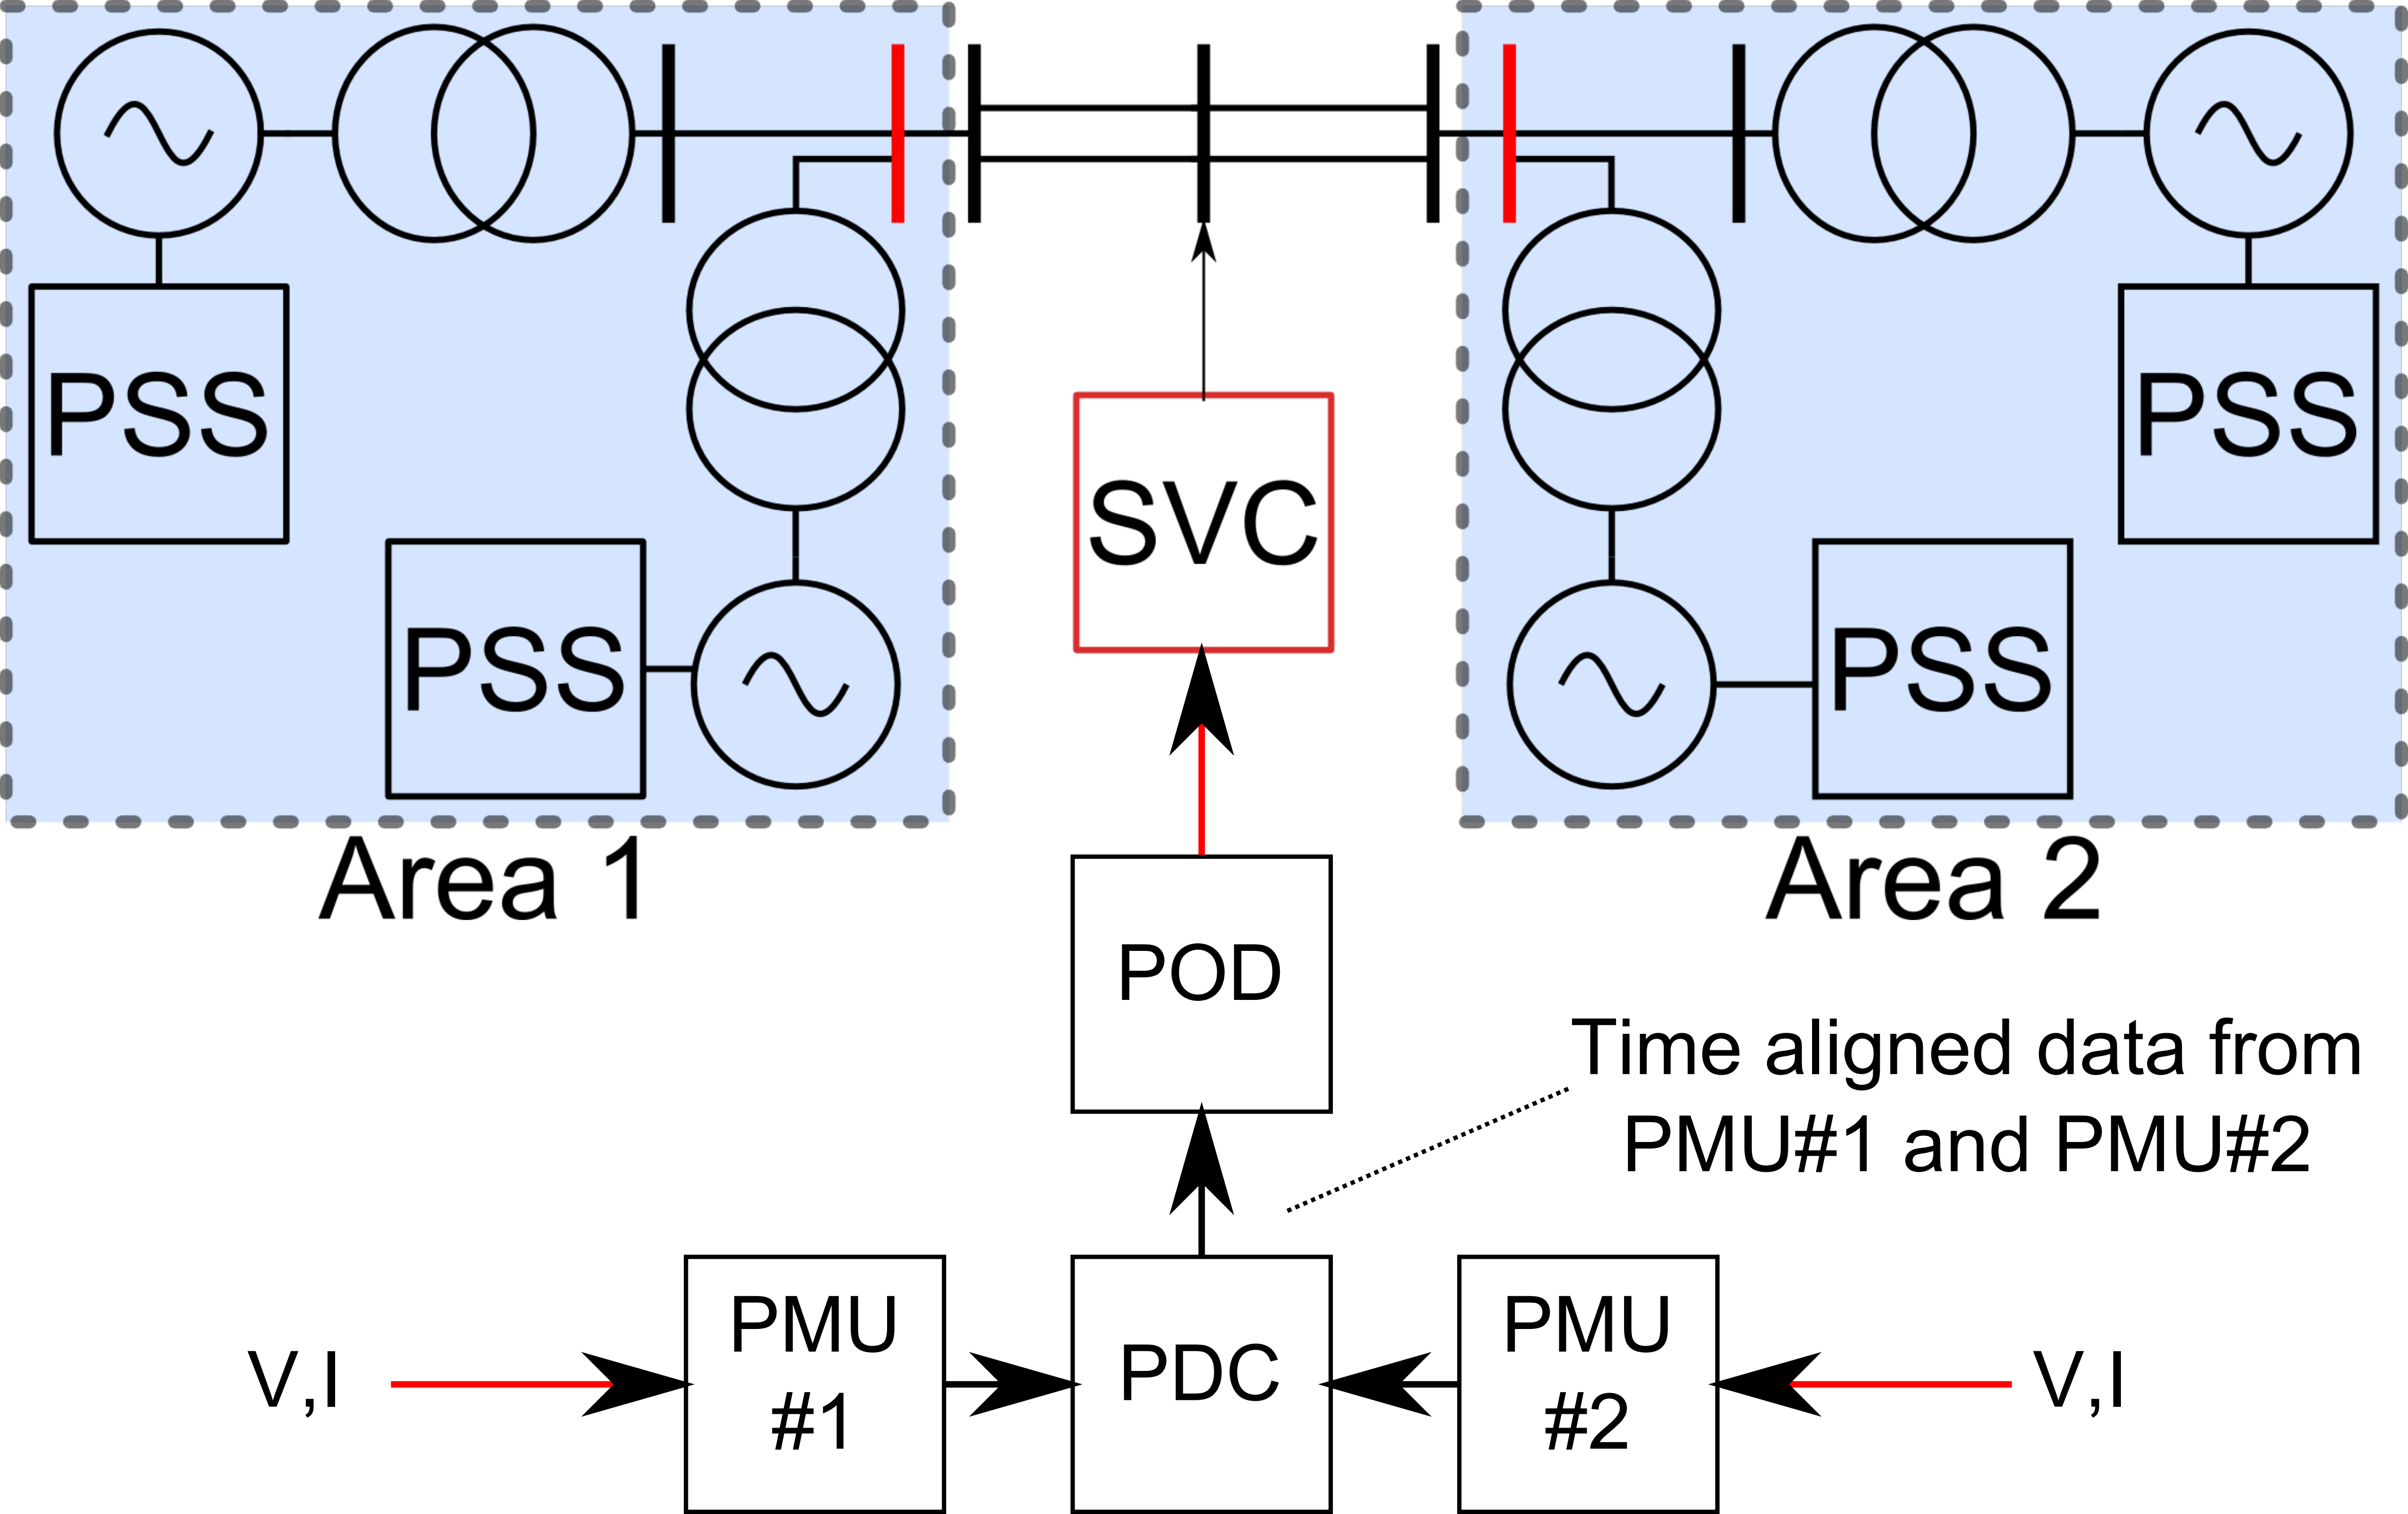 PSS
PSS
SVC
PSS
PSS
Area 1
Area 2
POD
Time aligned data from
PMU#1 and PMU#2
V,I
PMU
#1
PDC
PMU
#2
V,I